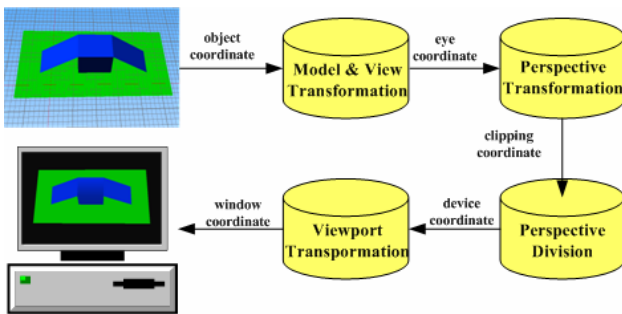 object
coordinate
Model & View
Transformation
eye
coordinate
Perspective
Transformation
clipping
coordinate
Perspective
Division
device
coordinate
Viewport
Transpormation
window
coordinate